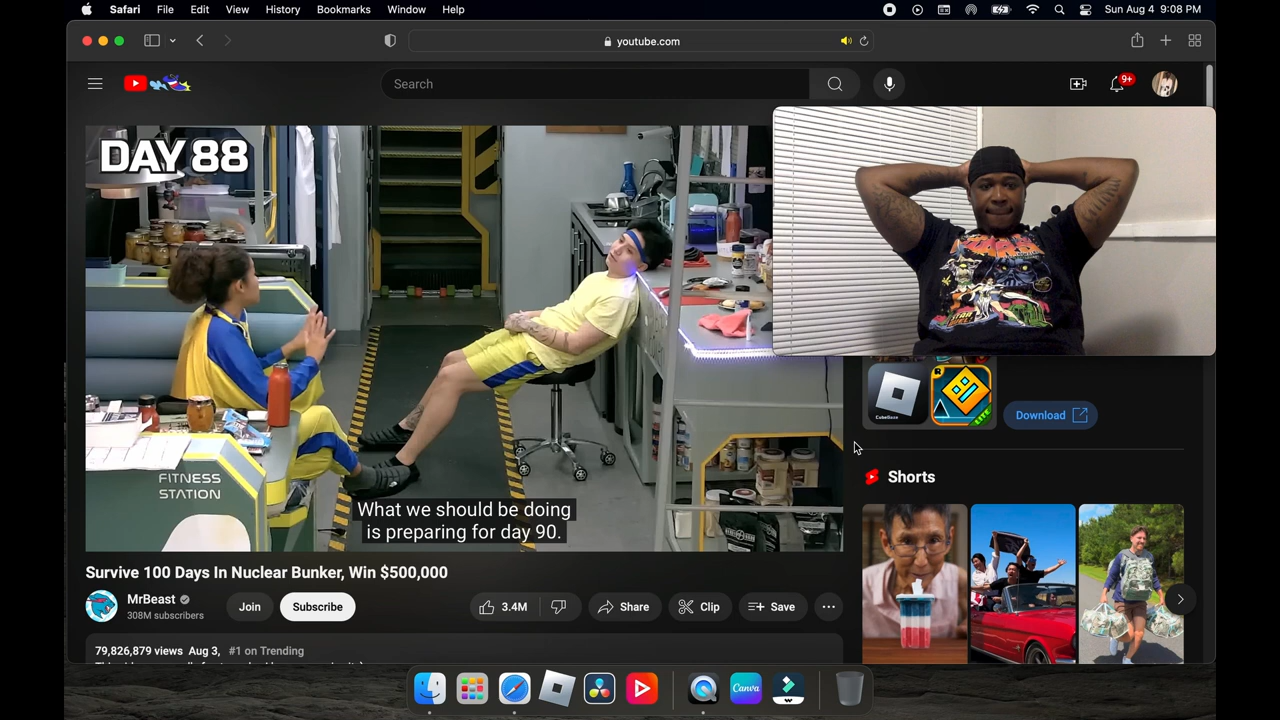 Safari File Edit View History Bookmarks Window Help
Sun Aug 4 9:08 PM
youtube.com
Search
9+
DAY 88
FITNESS
STATION
What we should be doing
is preparing for day 90.
Download
Shorts
Survive 100 Days In Nuclear Bunker, Win $500,000
MrBeast
308M subscribers
Join
Subscribe
3.4M
Share
Clip
Save
79,826,879 views Aug 3, #1 on Trending
Canva